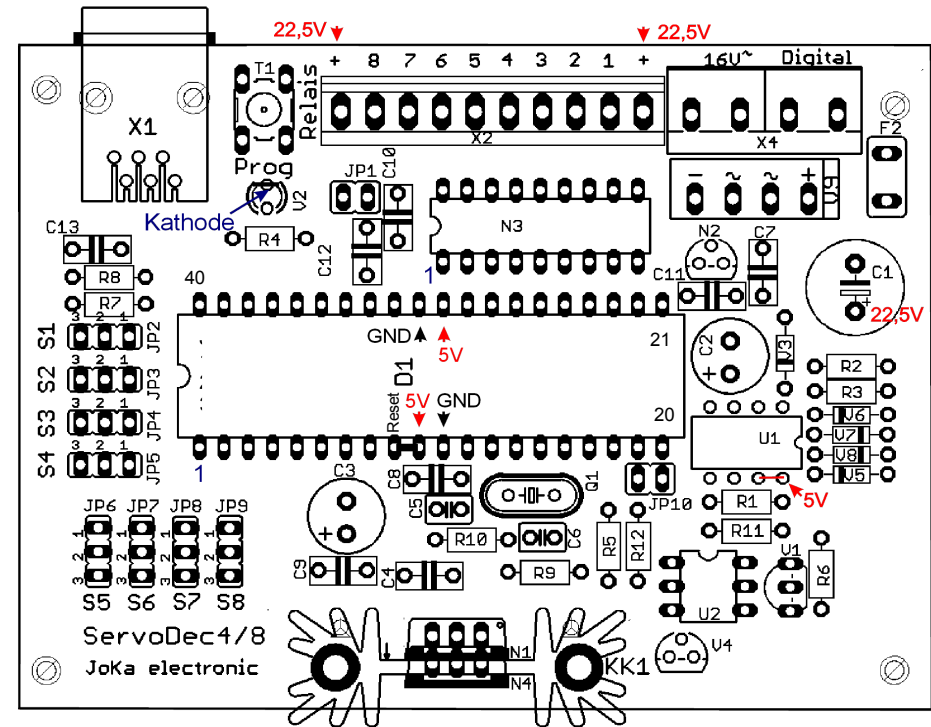 22,5V 22,5V
+ 8 7 6 5 4 3 2 1 + 16V~ Digital
T1
Relais
X1
X2
X4
F2
Prog
JP1
C10
- ~ ~ +
V9
Kathode
V2
N3
N2
C7
C13
R4
C12
C11
C1
R8
40
1
22,5V
R7
3 2 1
S1
JP2
GND
5V
21
C2
+
V3
R2
3 2 1
S2
JP3
D1
R3
3 2 1
S3
JP4
Reset
5V
GND
20
V6
U1
V7
3 2 1
S4
JP5
1
V8
V5
C3
C8
Q1
JP10
5V
JP6 JP7 JP8 JP9
C5
R1
1 1 1 1
+
R10
C6
R5
R12
R11
2 2 2 2
V1
3 3 3 3
C9
C4
R9
R6
S5 S6 S7 S8
U2
ServoDec4/8
N1
V4
JoKa electronic
N4
KK1